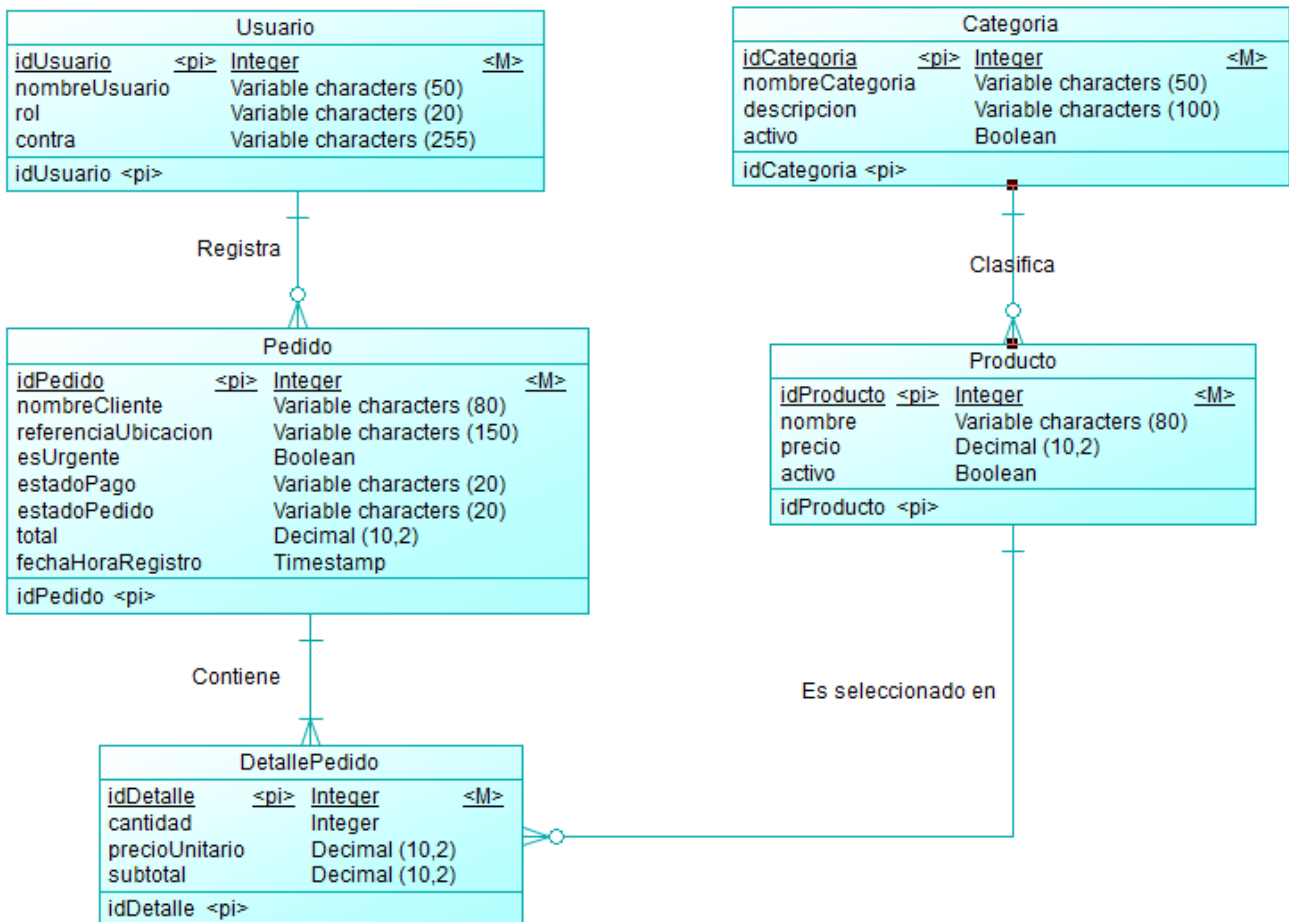 Usuario
idUsuario <pi> Integer <M>
nombreUsuario Variable characters (50)
rol Variable characters (20)
contra Variable characters (255)
idUsuario <pi>
Categoria
idCategoria <pi> Integer <M>
nombreCategoria Variable characters (50)
descripcion Variable characters (100)
activo Boolean
idCategoria <pi>
Registra
Clasifica
Pedido
idPedido <pi> Integer <M>
nombreCliente Variable characters (80)
referenciaUbicacion Variable characters (150)
esUrgente Boolean
estadoPago Variable characters (20)
estadoPedido Variable characters (20)
total Decimal (10,2)
fechaHoraRegistro Timestamp
idPedido <pi>
Producto
idProducto <pi> Integer <M>
nombre Variable characters (80)
precio Decimal (10,2)
activo Boolean
idProducto <pi>
Contiene
Es seleccionado en
DetallePedido
idDetalle <pi> Integer <M>
cantidad Integer
precioUnitario Decimal (10,2)
subtotal Decimal (10,2)
idDetalle <pi>